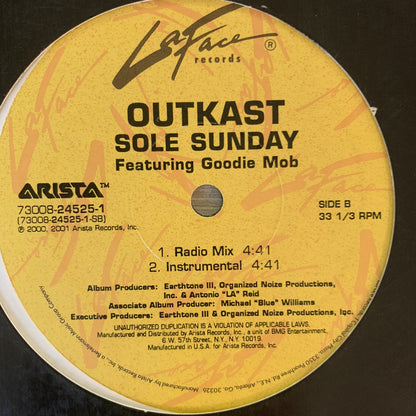 LaFace
records ®
OUTKAST
SOLE SUNDAY
Featuring Goodie Mob
ARISTA™
73008-24525-1
(73008-24525-1-SB)
℗ 2000, 2001 Arista Records, Inc.
SIDE B
33 1/3 RPM
1. Radio Mix 4:41
2. Instrumental 4:41
Album Producers: Earthtone III, Organized Noize Productions,
Inc. & Antonio "LA" Reid
Associate Album Producer: Michael "Blue" Williams
Executive Producers: Earthtone III & Organized Noize Productions, Inc.
UNAUTHORIZED DUPLICATION IS A VIOLATION OF APPLICABLE LAWS.
Manufactured and Distributed by Arista Records, Inc., a unit of BMG Entertainment,
6 W. 57th Street, N.Y., N.Y. 10019.
Manufactured in U.S.A. for Arista Records, Inc.